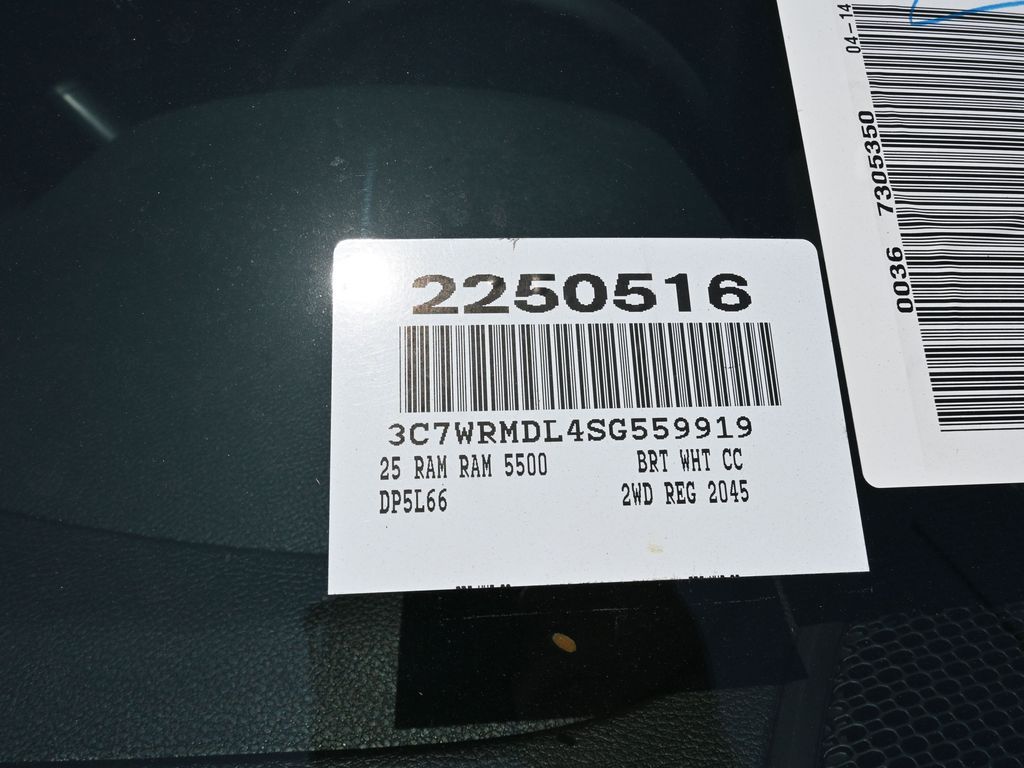 2250516
3C7WRMDL4SG559919
25 RAM RAM 5500 BRT WHT CC
DP5L66 2WD REG 2045
0036 7305350 04-14